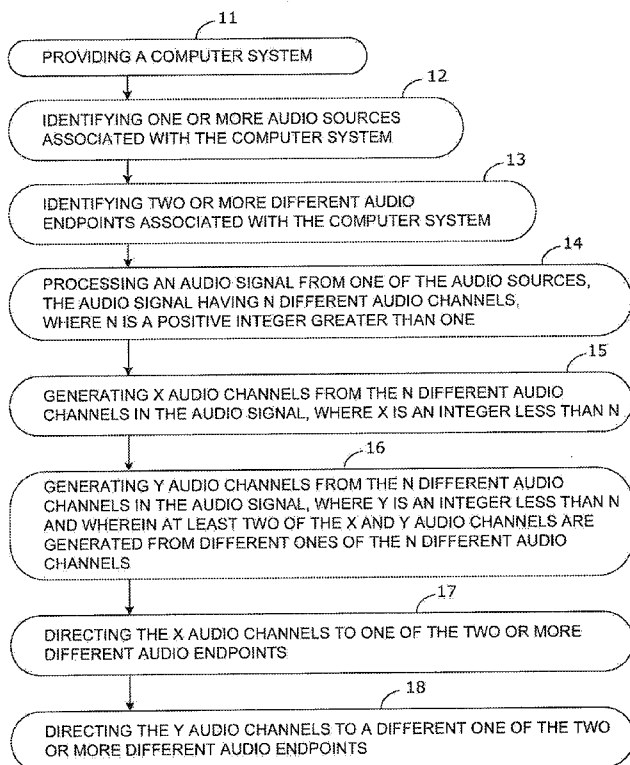 11
PROVIDING A COMPUTER SYSTEM
12
IDENTIFYING ONE OR MORE AUDIO SOURCES
ASSOCIATED WITH THE COMPUTER SYSTEM
13
IDENTIFYING TWO OR MORE DIFFERENT AUDIO
ENDPOINTS ASSOCIATED WITH THE COMPUTER SYSTEM
14
PROCESSING AN AUDIO SIGNAL FROM ONE OF THE AUDIO SOURCES,
THE AUDIO SIGNAL HAVING N DIFFERENT AUDIO CHANNELS,
WHERE N IS A POSITIVE INTEGER GREATER THAN ONE
15
GENERATING X AUDIO CHANNELS FROM THE N DIFFERENT AUDIO
CHANNELS IN THE AUDIO SIGNAL, WHERE X IS AN INTEGER LESS THAN N
16
GENERATING Y AUDIO CHANNELS FROM THE N DIFFERENT AUDIO
CHANNELS IN THE AUDIO SIGNAL, WHERE Y IS AN INTEGER LESS THAN N
AND WHEREIN AT LEAST TWO OF THE X AND Y AUDIO CHANNELS ARE
GENERATED FROM DIFFERENT ONES OF THE N DIFFERENT AUDIO
CHANNELS
17
DIRECTING THE X AUDIO CHANNELS TO ONE OF THE TWO OR MORE
DIFFERENT AUDIO ENDPOINTS
18
DIRECTING THE Y AUDIO CHANNELS TO A DIFFERENT ONE OF THE TWO
OR MORE DIFFERENT AUDIO ENDPOINTS